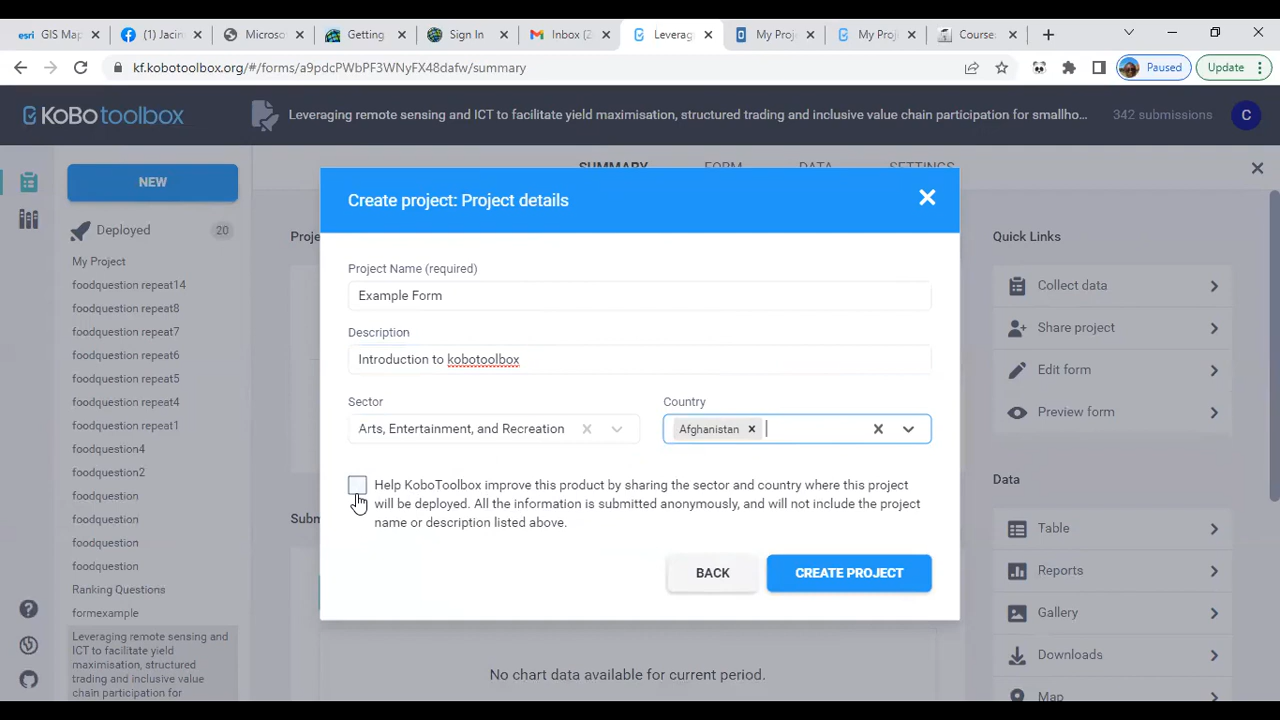 esri GIS Map
(1) Jacin
Microso
Getting
Sign In
Inbox (2
Leverag
My Proj
My Proj
Course:
kf.kobotoolbox.org/#/forms/a9pdcPWbPF3WNyFX48dafw/summary
Paused
Update
KoBo toolbox
Leveraging remote sensing and ICT to facilitate yield maximisation, structured trading and inclusive value chain participation for smallho...
342 submissions
C
NEW
SUMMARY FORM DATA SETTINGS
Deployed 20
My Project
foodquestion repeat14
foodquestion repeat8
foodquestion repeat7
foodquestion repeat6
foodquestion repeat5
foodquestion repeat4
foodquestion repeat1
foodquestion4
foodquestion2
foodquestion
foodquestion
foodquestion
foodquestion
Ranking Questions
formexample
Leveraging remote sensing and
ICT to facilitate yield
maximisation, structured
trading and inclusive value
chain participation for
Proje
Subm
Create project: Project details
Project Name (required)
Example Form
Description
Introduction to kobotoolbox
Sector
Arts, Entertainment, and Recreation
Country
Afghanistan
Help KoboToolbox improve this product by sharing the sector and country where this project
will be deployed. All the information is submitted anonymously, and will not include the project
name or description listed above.
BACK
CREATE PROJECT
No chart data available for current period.
Quick Links
Collect data
Share project
Edit form
Preview form
Data
Table
Reports
Gallery
Downloads
Map